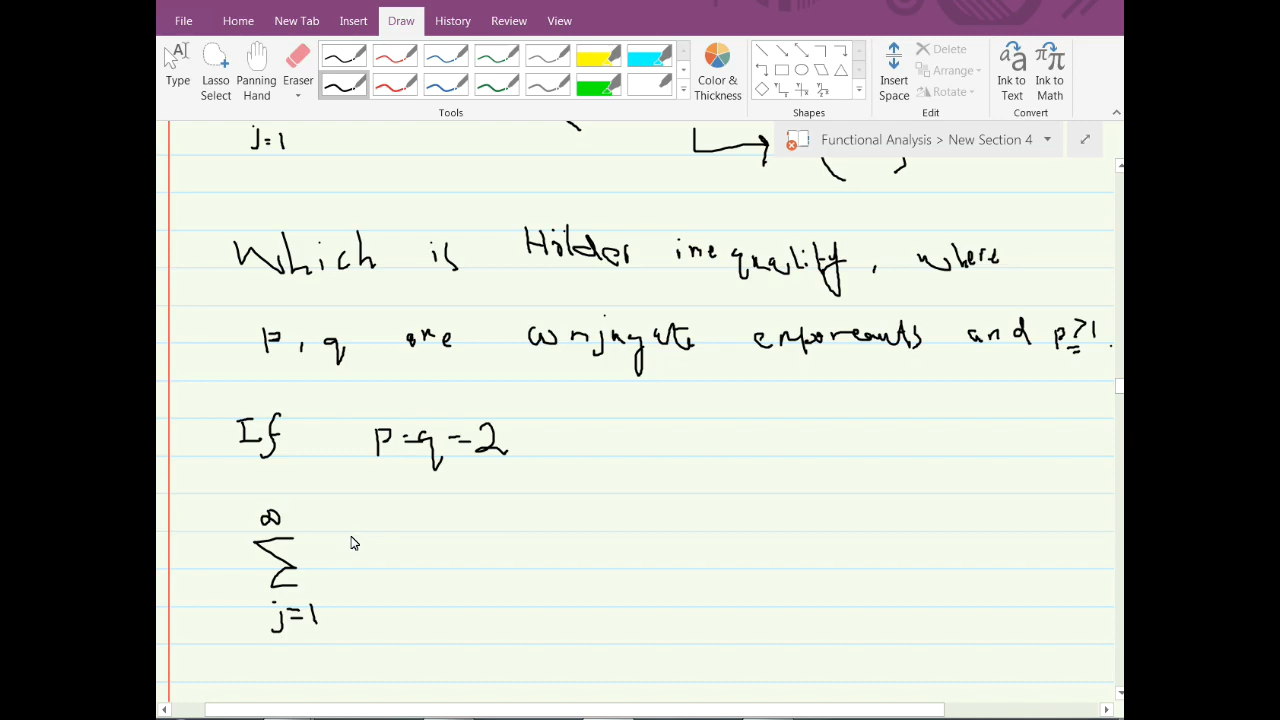 File Home New Tab Insert Draw History Review View
Type Lasso Select Panning Hand Eraser Color & Thickness Insert Space Delete Arrange Rotate Ink to Text Ink to Math
Tools Shapes Edit Convert
Functional Analysis > New Section 4
j=1
Which is Hölder inequality, where
p, q are conjugate exponents and p≥1.
If p=q=2
∞
Σ
j=1